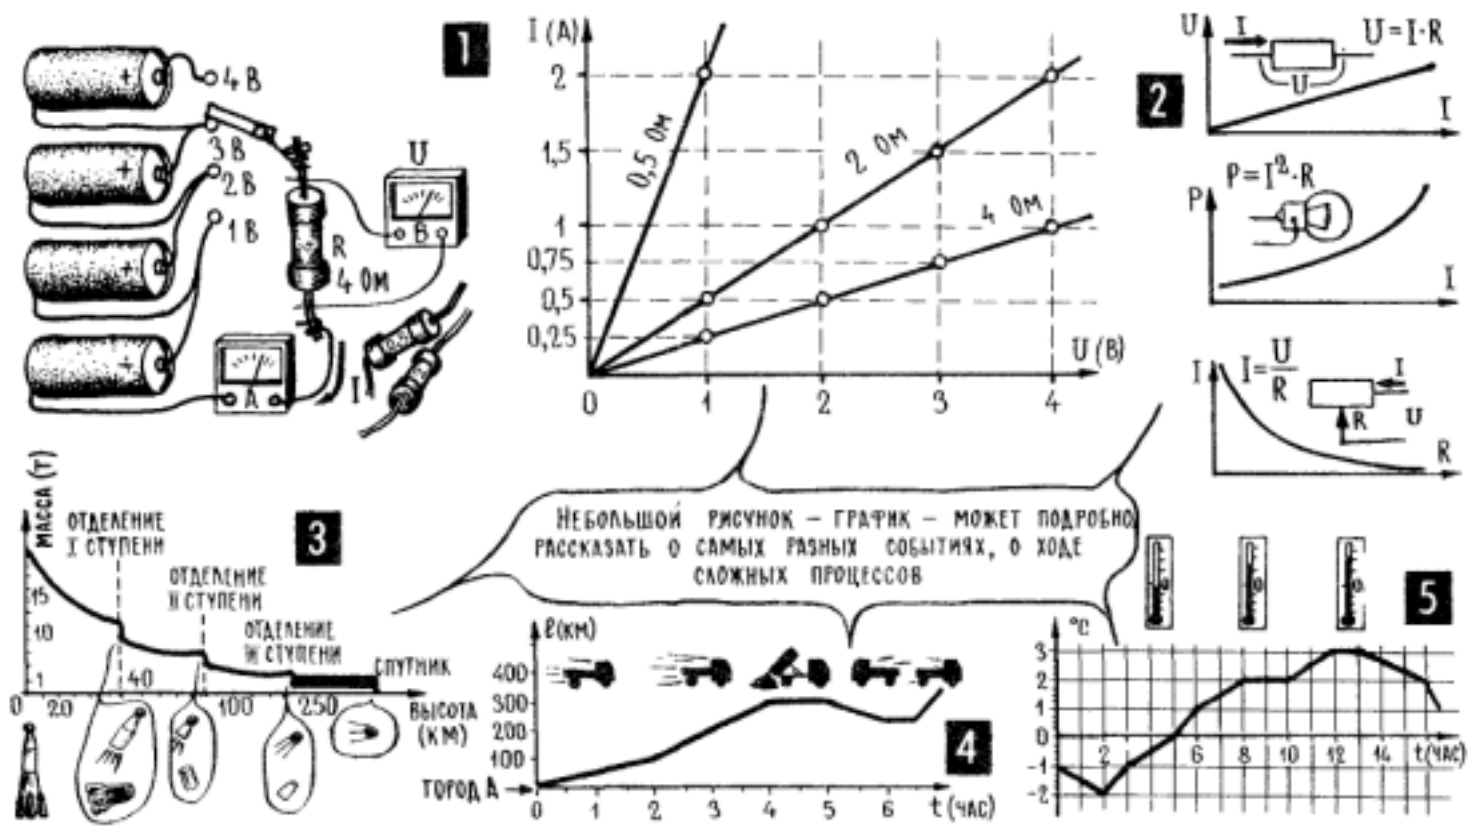 1
4 В
3 В
2 В
1 В
U
В
R
4 Ом
А
I
I (А)
2
1,5
1
0,75
0,5
0,25
0
1
2
3
4
U (В)
0,5 Ом
2 Ом
4 Ом
2
U
I
U=I·R
U
I
P
P=I²·R
I
I
I=U/R
I
R
U
R
3
МАССА (Т)
ОТДЕЛЕНИЕ
I СТУПЕНИ
ОТДЕЛЕНИЕ
II СТУПЕНИ
ОТДЕЛЕНИЕ
III СТУПЕНИ
СПУТНИК
15
10
1
0
20
40
100
250
ВЫСОТА
(КМ)
НЕБОЛЬШОЙ РИСУНОК – ГРАФИК – МОЖЕТ ПОДРОБНО
РАССКАЗАТЬ О САМЫХ РАЗНЫХ СОБЫТИЯХ, О ХОДЕ
СЛОЖНЫХ ПРОЦЕССОВ
4
ℓ(КМ)
400
300
200
100
ГОРОД А
0
1
2
3
4
5
6
t (ЧАС)
5
°C
3
2
1
0
-1
-2
2
6
8
10
12
14
t(ЧАС)